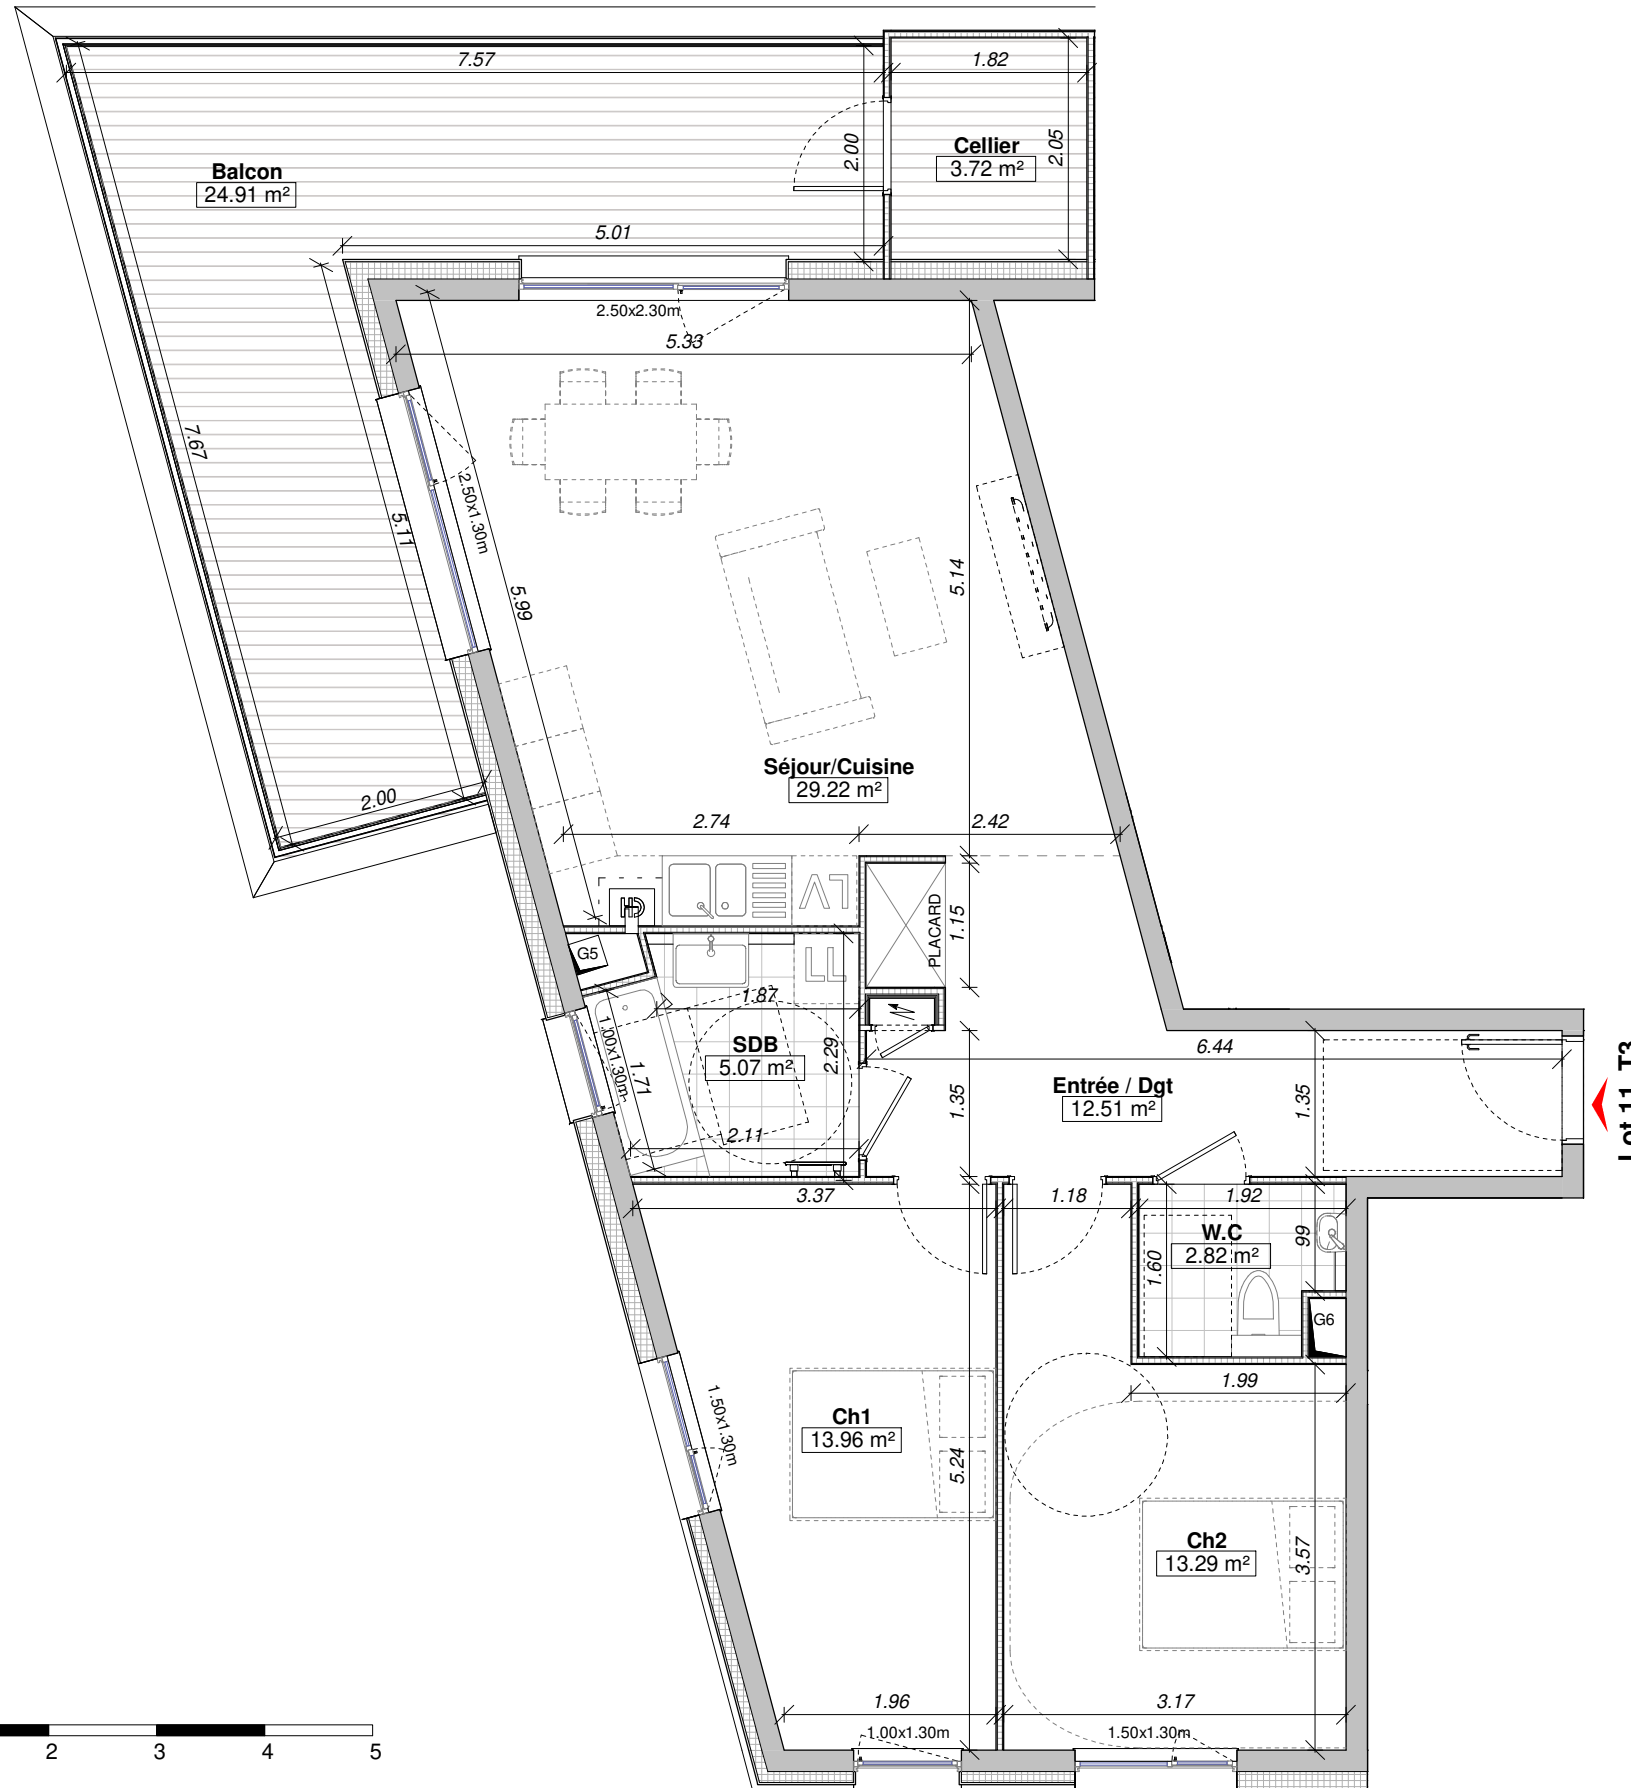 7.57
1.82
Balcon
24.91 m²
2.00
Cellier
3.72 m²
2.05
5.01
2.50x2.30m
5.33
7.67
5.11
2.50x1.30m
5.99
5.14
Séjour/Cuisine
29.22 m²
2.00
2.74
2.42
LV
PLACARD
1.15
G5
LL
1.87
1.00x1.30m
1.71
SDB
5.07 m²
2.29
2.11
1.35
6.44
Entrée / Dgt
12.51 m²
1.35
Lot 11 T3
3.37
1.18
1.92
W.C
2.82 m²
1.60
99
G6
1.99
1.50x1.30m
Ch1
13.96 m²
5.24
Ch2
13.29 m²
3.57
1.96
3.17
1.00x1.30m
1.50x1.30m
2
3
4
5